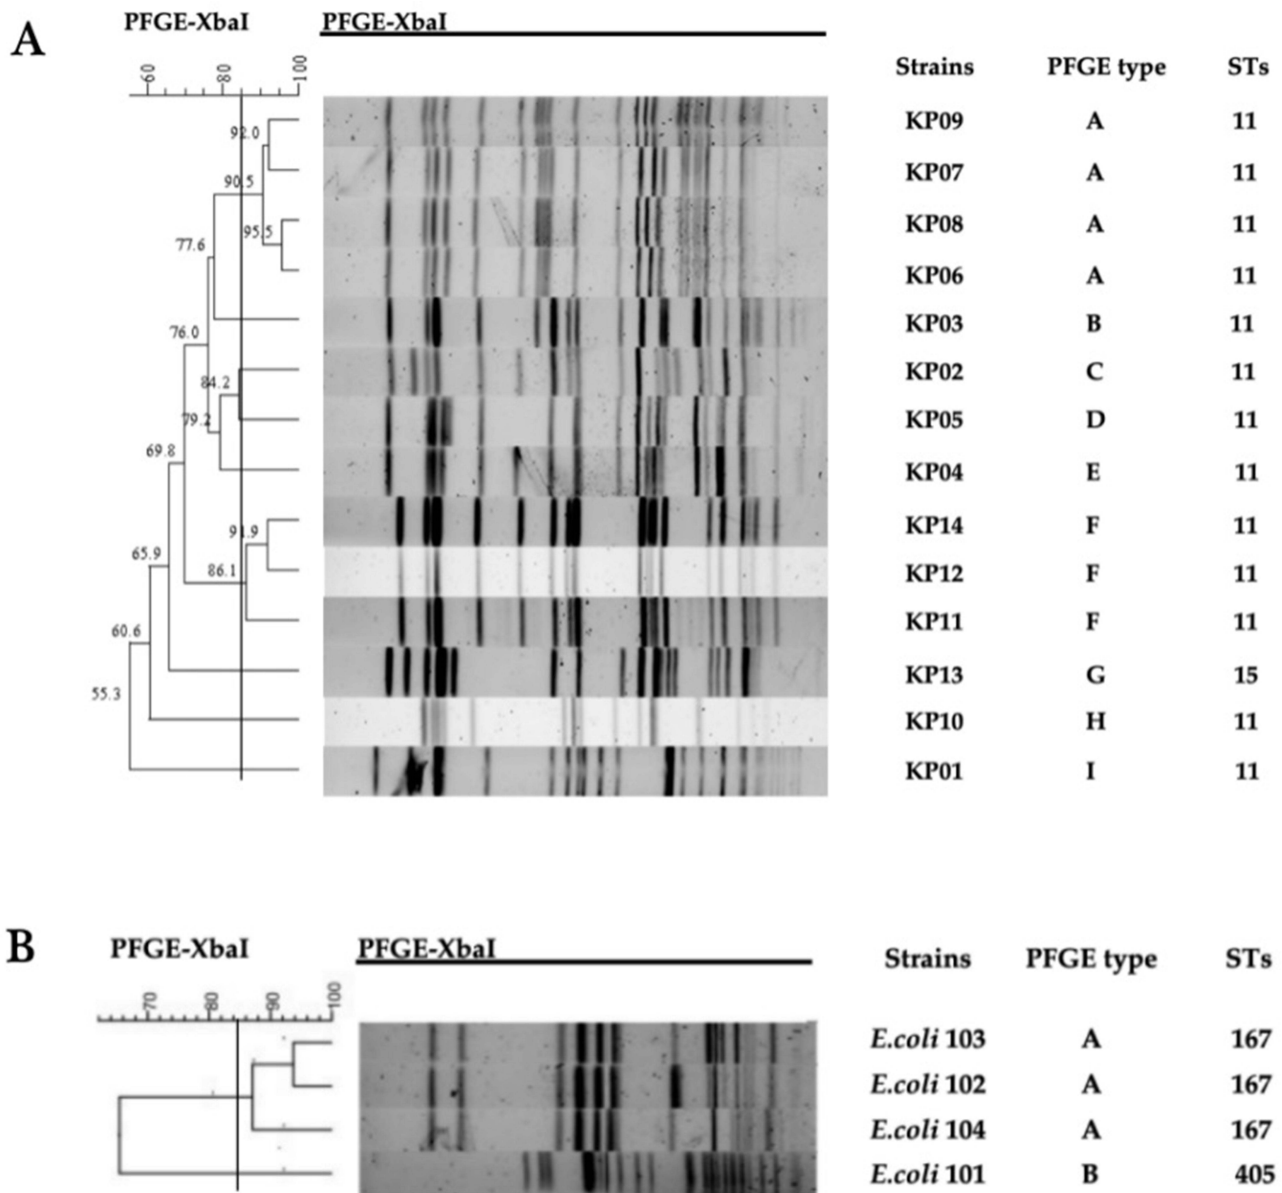 A
PFGE-XbaI PFGE-XbaI
60 80 100
Strains PFGE type STs
KP09 A 11
92.0
KP07 A 11
90.5
KP08 A 11
95.5
77.6
KP06 A 11
KP03 B 11
76.0
KP02 C 11
84.2
KP05 D 11
79.2
69.8
KP04 E 11
KP14 F 11
91.9
65.9
KP12 F 11
86.1
KP11 F 11
60.6
KP13 G 15
55.3
KP10 H 11
KP01 I 11
B
PFGE-XbaI PFGE-XbaI
Strains PFGE type STs
70 80 90 100
E.coli 103 A 167
E.coli 102 A 167
E.coli 104 A 167
E.coli 101 B 405